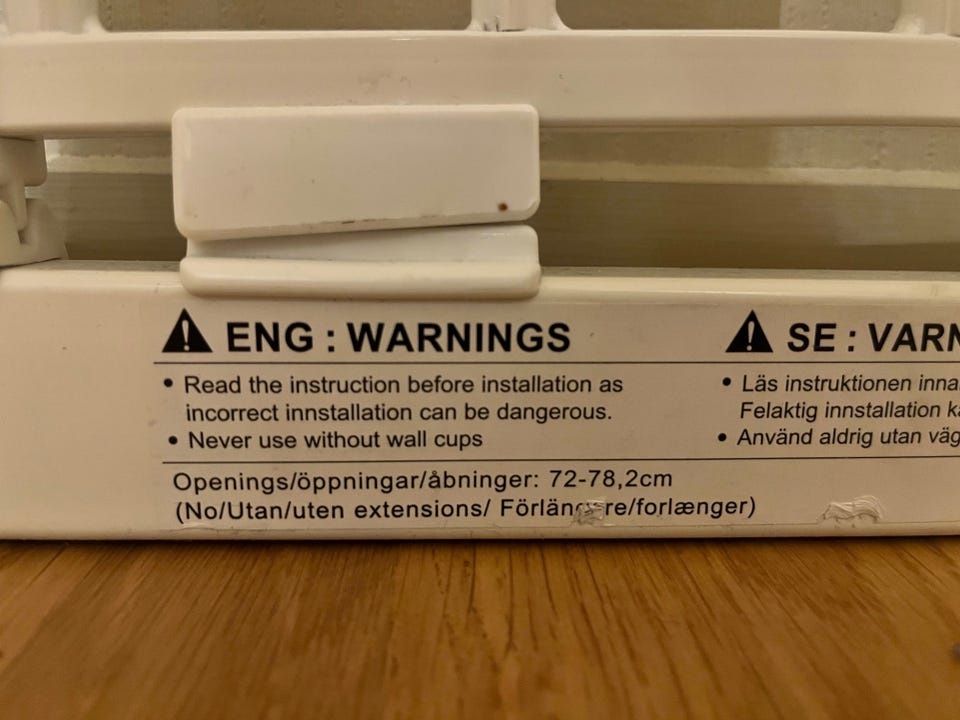 ENG : WARNINGS
• Read the instruction before installation as
incorrect innstallation can be dangerous.
• Never use without wall cups
SE :
• Läs instruktionen
Felaktig innstallation
• Använd aldrig utan
Openings/öppningar/åbninger: 72-78,2cm
(No/Utan/uten extensions/ /forlænger)